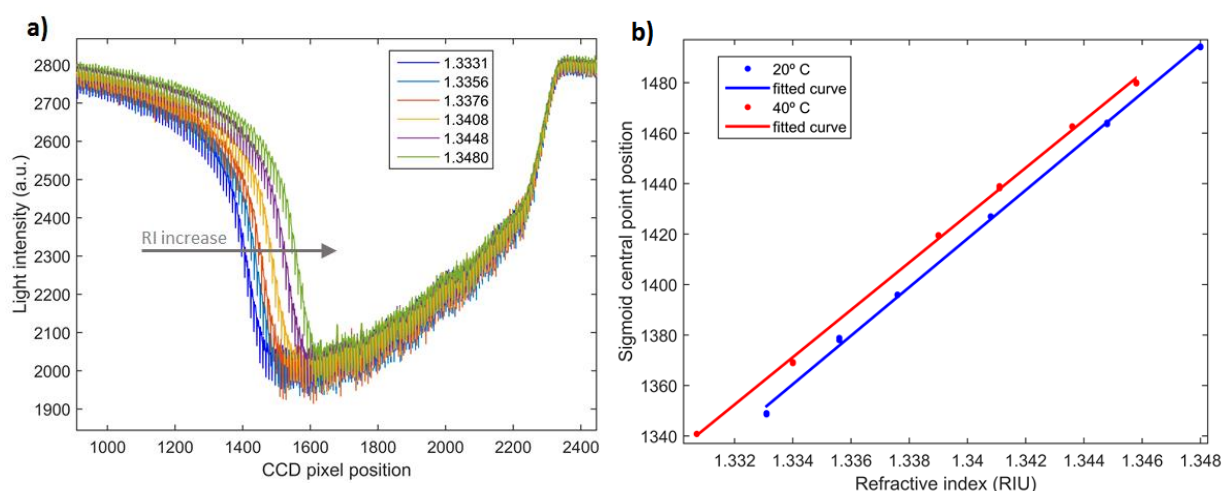 a)
2800
2700
2600
2500
2400
2300
2200
2100
2000
1900
Light intensity (a.u.)
1.3331
1.3356
1.3376
1.3408
1.3448
1.3480
RI increase
1000 1200 1400 1600 1800 2000 2200 2400
CCD pixel position
b)
1480
1460
1440
1420
1400
1380
1360
1340
Sigmoid central point position
20º C
fitted curve
40º C
fitted curve
1.332 1.334 1.336 1.338 1.34 1.342 1.344 1.346 1.348
Refractive index (RIU)